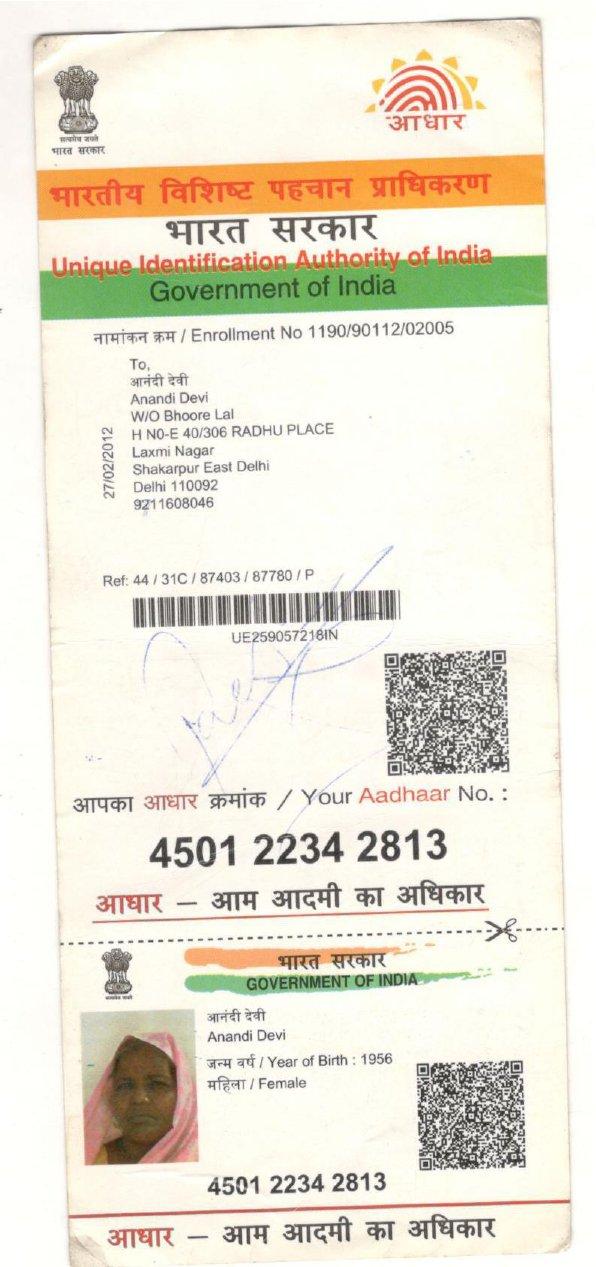 सत्यमेव जयते
भारत सरकार
आधार
भारतीय विशिष्ट पहचान प्राधिकरण
भारत सरकार
Unique Identification Authority of India
Government of India
नामांकन क्रम / Enrollment No 1190/90112/02005
To,
आनंदी देवी
Anandi Devi
W/O Bhoore Lal
H N0-E 40/306 RADHU PLACE
Laxmi Nagar
Shakarpur East Delhi
Delhi 110092
9211608046
27/02/2012
Ref: 44 / 31C / 87403 / 87780 / P
UE259057218IN
आपका आधार क्रमांक / Your Aadhaar No. :
4501 2234 2813
आधार — आम आदमी का अधिकार
भारत सरकार
GOVERNMENT OF INDIA
आनंदी देवी
Anandi Devi
जन्म वर्ष / Year of Birth : 1956
महिला / Female
4501 2234 2813
आधार — आम आदमी का अधिकार